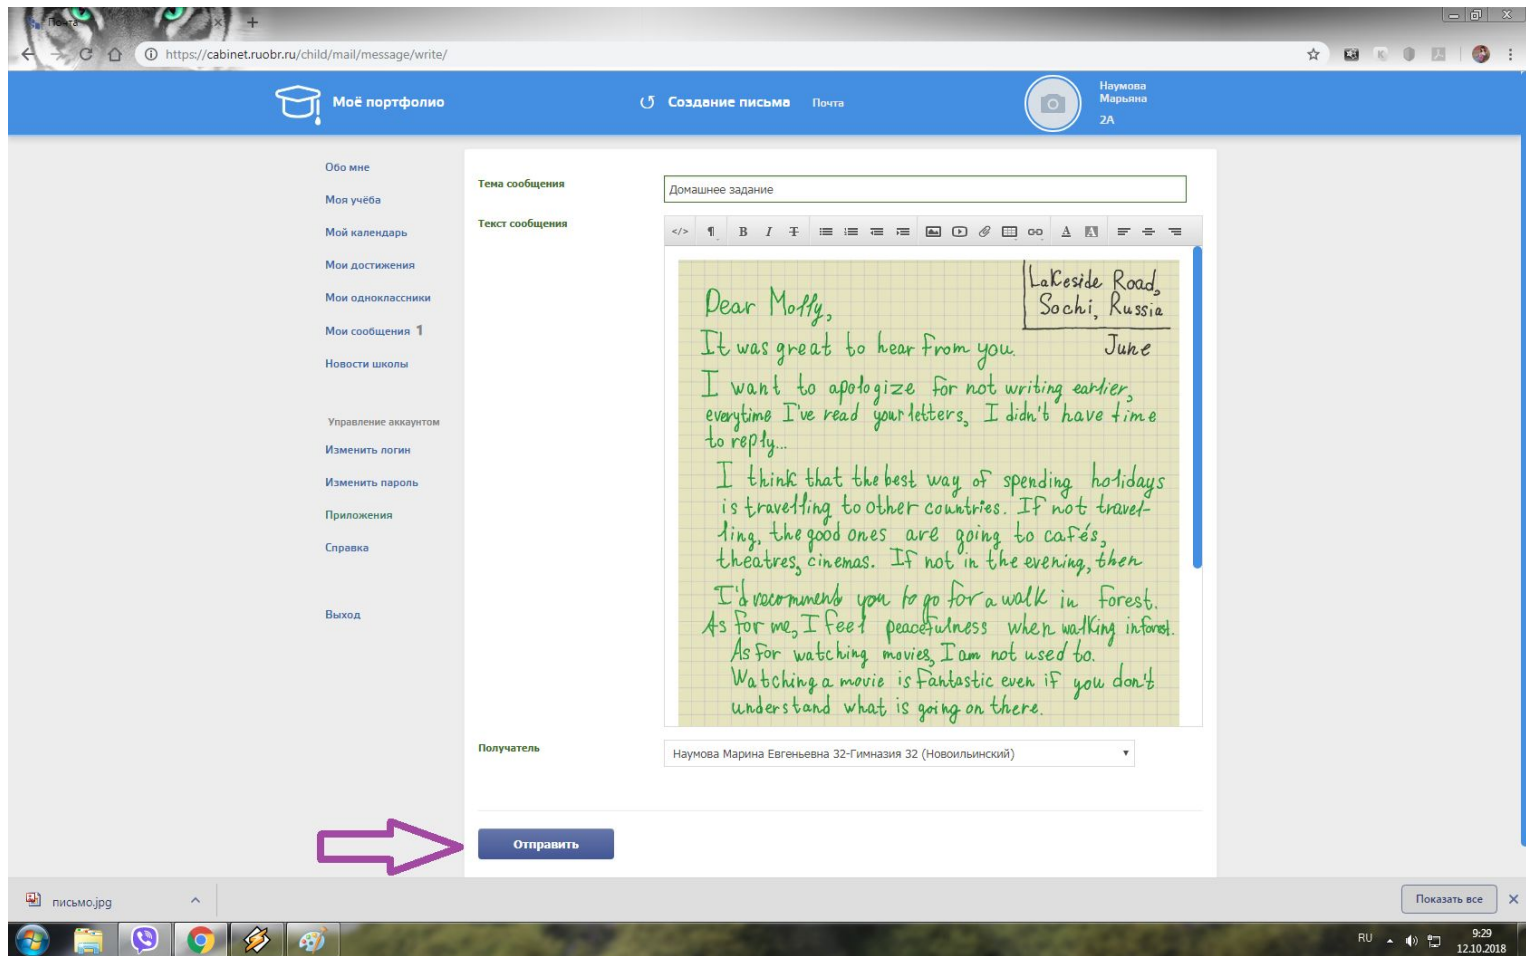 Почта
https://cabinet.ruobr.ru/child/mail/message/write/
Моё портфолио
Создание письма Почта
Наумова
Марьяна
2А
Обо мне
Моя учёба
Мой календарь
Мои достижения
Мои одноклассники
Мои сообщения 1
Новости школы
Управление аккаунтом
Изменить логин
Изменить пароль
Приложения
Справка
Выход
Тема сообщения
Домашнее задание
Текст сообщения
Lakeside Road,
Sochi, Russia
June
Dear Molly,
It was great to hear from you.
I want to apologize for not writing earlier,
everytime I've read your letters, I didn't have time
to reply...
I think that the best way of spending holidays
is travelling to other countries. If not travel-
ling, the good ones are going to cafés,
theatres, cinemas. If not in the evening, then
I'd recommend you to go for a walk in forest.
As for me, I feel peacefulness when walking in forest.
As for watching movies, I am not used to.
Watching a movie is fantastic even if you don't
understand what is going on there.
Получатель
Наумова Марина Евгеньевна 32-Гимназия 32 (Новоильинский)
Отправить
письмо.jpg
Показать все
RU
9:29
12.10.2018